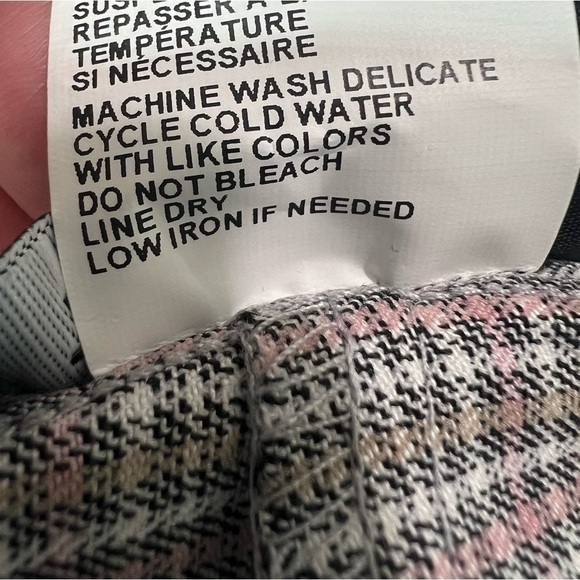 REPASSER À
TEMPÉRATURE
SI NÉCESSAIRE
MACHINE WASH DELICATE
CYCLE COLD WATER
WITH LIKE COLORS
DO NOT BLEACH
LINE DRY
LOW IRON IF NEEDED